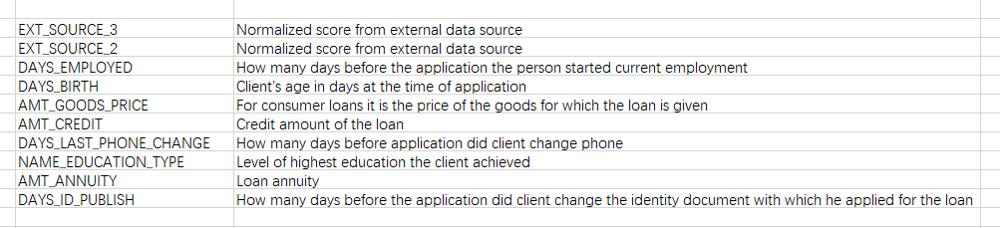 EXT_SOURCE_3 Normalized score from external data source
EXT_SOURCE_2 Normalized score from external data source
DAYS_EMPLOYED How many days before the application the person started current employment
DAYS_BIRTH Client's age in days at the time of application
AMT_GOODS_PRICE For consumer loans it is the price of the goods for which the loan is given
AMT_CREDIT Credit amount of the loan
DAYS_LAST_PHONE_CHANGE How many days before application did client change phone
NAME_EDUCATION_TYPE Level of highest education the client achieved
AMT_ANNUITY Loan annuity
DAYS_ID_PUBLISH How many days before the application did client change the identity document with which he applied for the loan